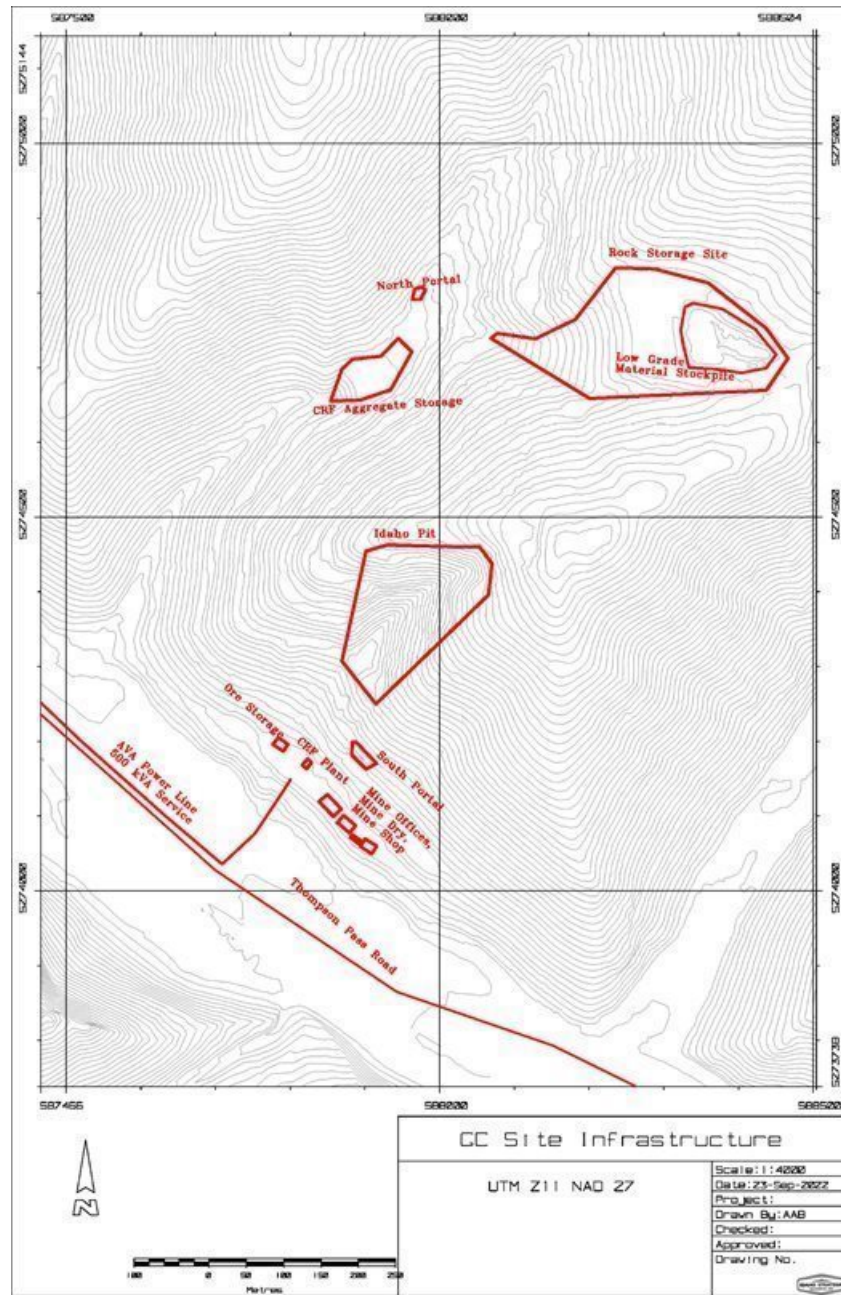 587500
588000
588504
5275144
5275000
5275000
Rock Storage Site
North Portal
Low Grade
Material Stockpile
CRF Aggregate Storage
5274500
5274500
Idaho Pit
Ore Storage
CRF Plant
South Portal
AVA Power Line
500 kVA Service
Mine Offices,
Mine Dry,
Mine Shop
5274000
5274000
Thompson Pass Road
5273738
587466
588000
588500
GC Site Infrastructure
UTM Z11 NAD 27
Scale:1:4000
Date:23-Sep-2022
Project:
Drawn By:AAB
Checked:
Approved:
Drawing No.
N
100 0 50 100 150 200 250
Metres